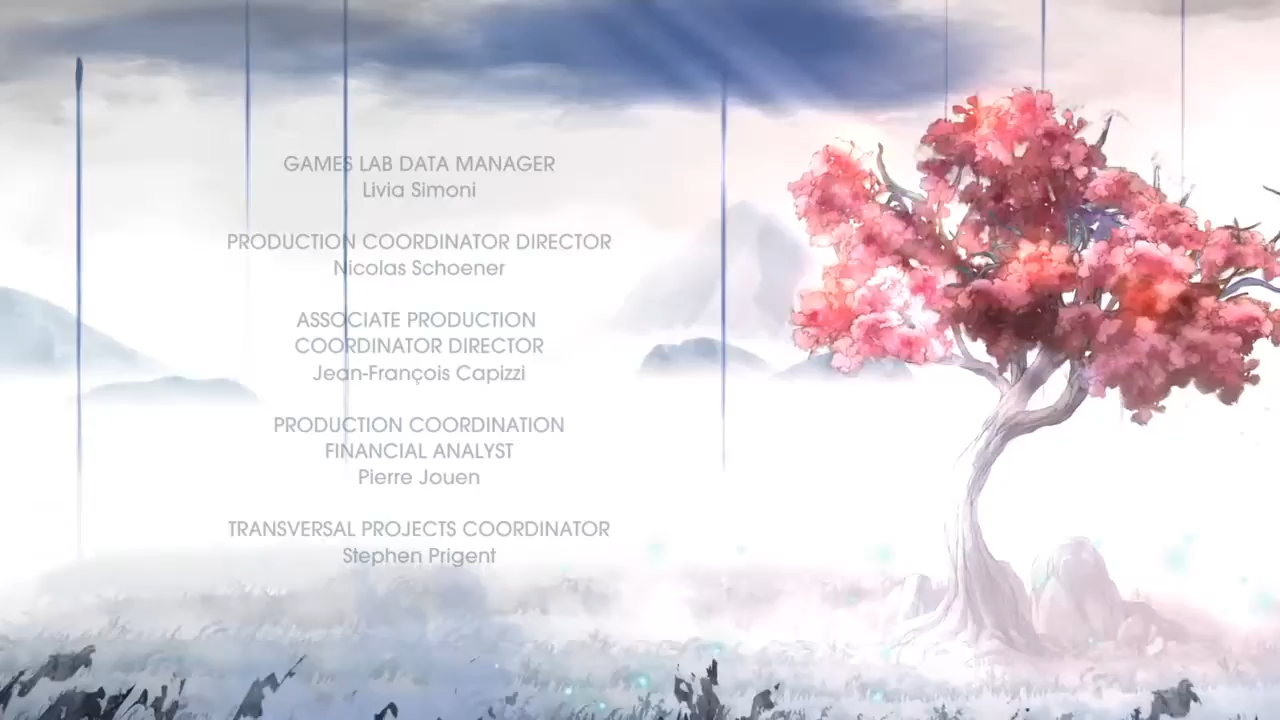 GAMES LAB DATA MANAGER
Livia Simoni
PRODUCTION COORDINATOR DIRECTOR
Nicolas Schoener
ASSOCIATE PRODUCTION
COORDINATOR DIRECTOR
Jean-François Capizzi
PRODUCTION COORDINATION
FINANCIAL ANALYST
Pierre Jouen
TRANSVERSAL PROJECTS COORDINATOR
Stephen Prigent